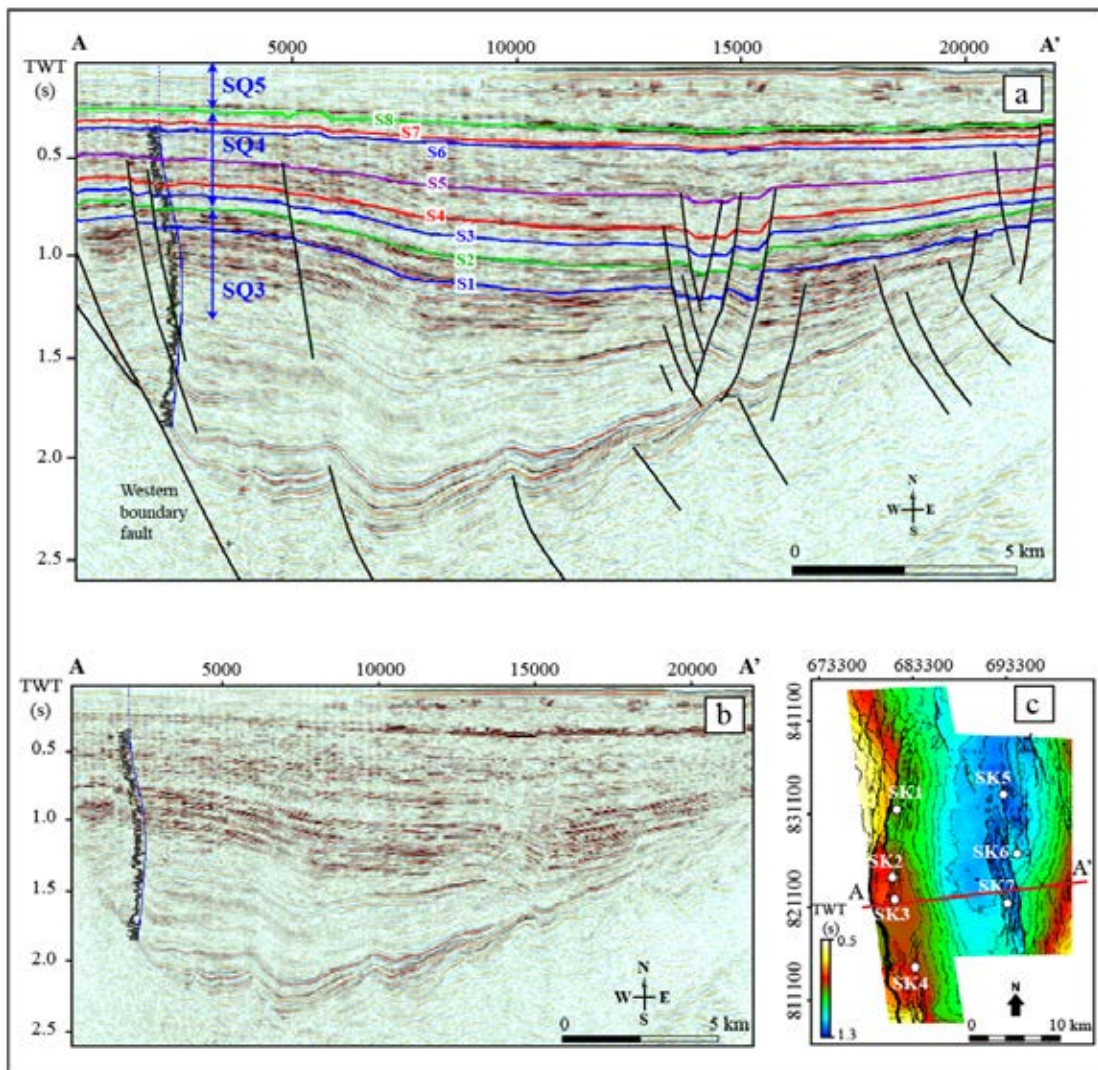 A 5000 10000 15000 20000 A'
TWT
(s)
SQ5
a
S8
S7
SQ4
S6
0.5
S5
S4
S3
1.0
S2
SQ3
S1
1.5
2.0
Western
boundary
fault
N
W E
S
0 5 km
2.5
A 5000 10000 15000 20000 A'
TWT
(s)
b
0.5
1.0
1.5
2.0
N
W E
S
0 5 km
2.5
673300 683300 693300
c
841100
831100
821100
811100
SK5
SK1
SK6
SK2
A'
SK7
A
SK3
TWT
(s)
0.5
SK4
1.3
N
0 10 km